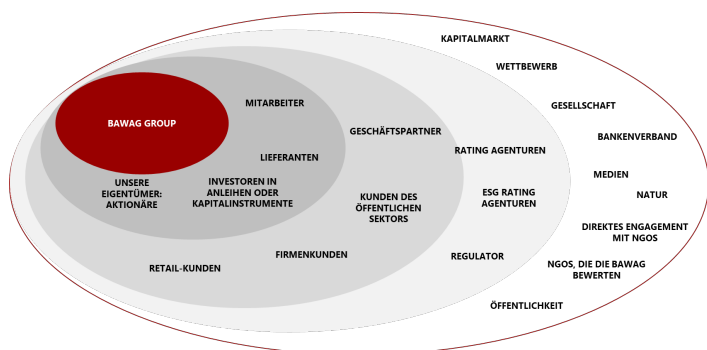 KAPITALMARKT
WETTBEWERB
MITARBEITER
GESELLSCHAFT
BAWAG GROUP
GESCHÄFTSPARTNER
BANKENVERBAND
RATING AGENTUREN
LIEFERANTEN
MEDIEN
UNSERE
EIGENTÜMER:
AKTIONÄRE
INVESTOREN IN
ANLEIHEN ODER
KAPITALINSTRUMENTE
ESG RATING
AGENTUREN
NATUR
KUNDEN DES
ÖFFENTLICHEN
SEKTORS
DIREKTES ENGAGEMENT
MIT NGOS
FIRMENKUNDEN
REGULATOR
RETAIL-KUNDEN
NGOS, DIE DIE BAWAG
BEWERTEN
ÖFFENTLICHKEIT